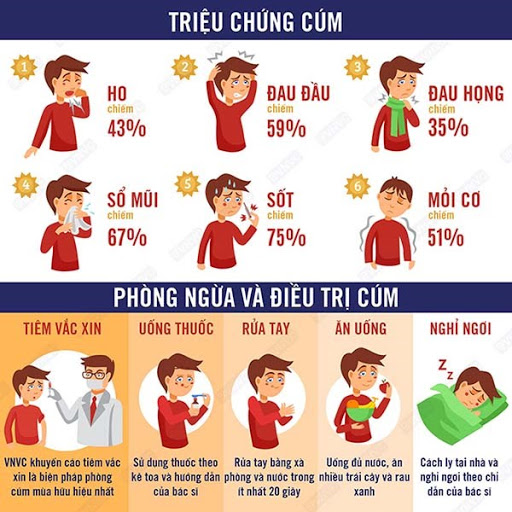 TRIỆU CHỨNG CÚM
1
HO
chiếm
43%
2
ĐAU ĐẦU
chiếm
59%
3
ĐAU HỌNG
chiếm
35%
4
SỔ MŨI
chiếm
67%
5
SỐT
chiếm
75%
6
MỎI CƠ
chiếm
51%
PHÒNG NGỪA VÀ ĐIỀU TRỊ CÚM
TIÊM VẮC XIN
VNVC khuyến cáo tiêm vắc
xin là biện pháp phòng
cúm mùa hữu hiệu nhất
UỐNG THUỐC
Sử dụng thuốc theo
kê toa và hướng dẫn
của bác sĩ
RỬA TAY
Rửa tay bằng xà
phòng và nước trong
ít nhất 20 giây
ĂN UỐNG
Uống đủ nước, ăn
nhiều trái cây và rau
xanh
NGHỈ NGƠI
Z Z
Cách ly tại nhà và
nghỉ ngơi theo chỉ
dẫn của bác sĩ